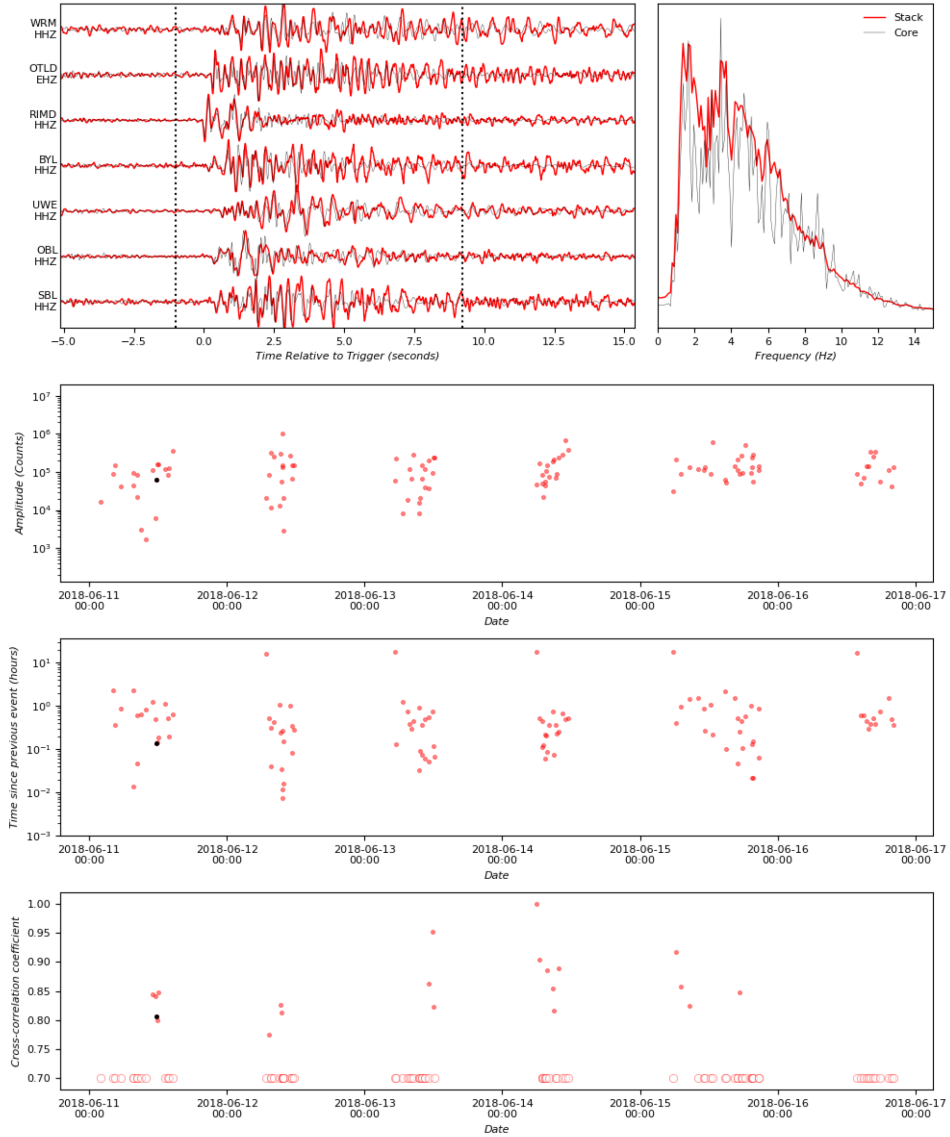 WRM
HHZ
OTLD
EHZ
RIMD
HHZ
BYL
HHZ
UWE
HHZ
OBL
HHZ
SBL
HHZ
−5.0 −2.5 0.0 2.5 5.0 7.5 10.0 12.5 15.0
Time Relative to Trigger (seconds)
Stack
Core
0 2 4 6 8 10 12 14
Frequency (Hz)
Amplitude (Counts)
10^7
10^6
10^5
10^4
10^3
2018-06-11 2018-06-12 2018-06-13 2018-06-14 2018-06-15 2018-06-16 2018-06-17
00:00 00:00 00:00 00:00 00:00 00:00 00:00
Date
Time since previous event (hours)
10^1
10^0
10^−1
10^−2
10^−3
2018-06-11 2018-06-12 2018-06-13 2018-06-14 2018-06-15 2018-06-16 2018-06-17
00:00 00:00 00:00 00:00 00:00 00:00 00:00
Date
Cross-correlation coefficient
1.00
0.95
0.90
0.85
0.80
0.75
0.70
2018-06-11 2018-06-12 2018-06-13 2018-06-14 2018-06-15 2018-06-16 2018-06-17
00:00 00:00 00:00 00:00 00:00 00:00 00:00
Date